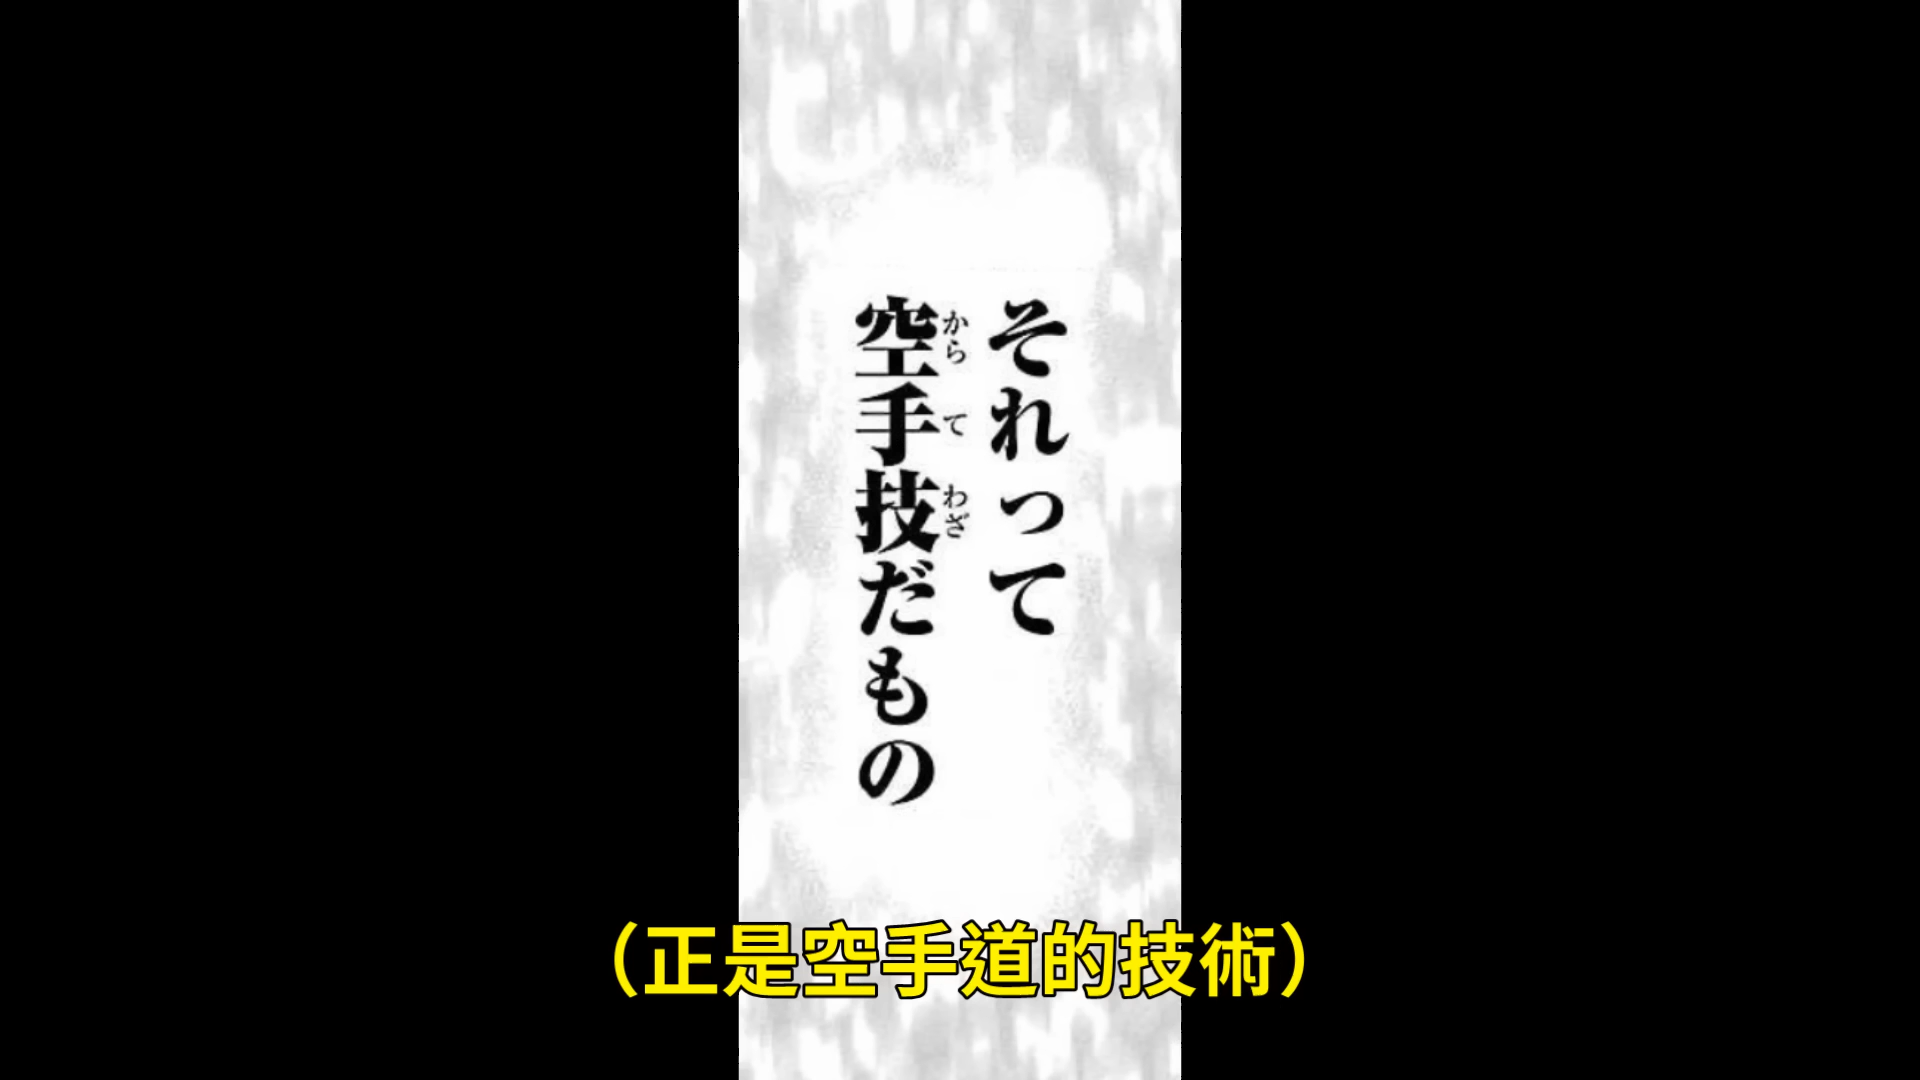 それって
空手技だもの
からてわざ
（正是空手道的技術）